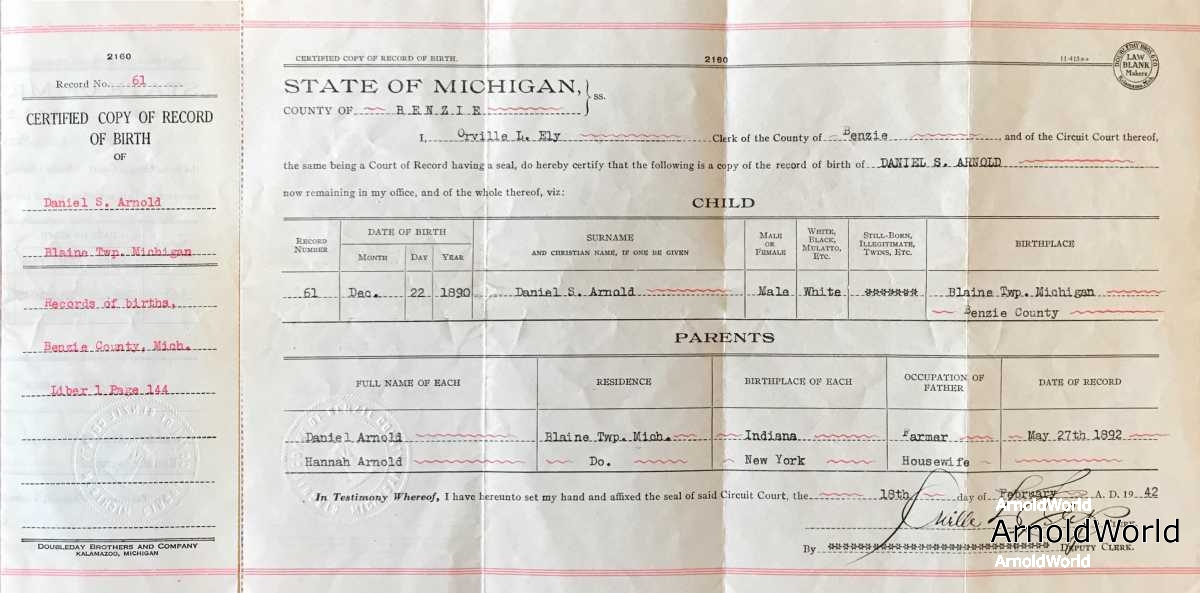 2160
Record No. 61
CERTIFIED COPY OF RECORD
OF BIRTH
OF
Daniel S. Arnold
Blaine Twp. Michigan
Records of births,
Benzie County, Mich.
Liber 1 Page 144
DOUBLEDAY BROTHERS AND COMPANY
KALAMAZOO, MICHIGAN
CERTIFIED COPY OF RECORD OF BIRTH. 2160
DOUBLEDAY BROS. & CO. LAW BLANK Makers KALAMAZOO, MICH.
STATE OF MICHIGAN, ss.
COUNTY OF BENZIE
I, Orville L. Ely Clerk of the County of Benzie and of the Circuit Court thereof,
the same being a Court of Record having a seal, do hereby certify that the following is a copy of the record of birth of DANIEL S. ARNOLD
now remaining in my office, and of the whole thereof, viz:
CHILD
RECORD NUMBER DATE OF BIRTH MONTH DAY YEAR SURNAME AND CHRISTIAN NAME, IF ONE BE GIVEN MALE OR FEMALE WHITE, BLACK, MULATTO, ETC. STILL-BORN, ILLEGITIMATE, TWINS, ETC. BIRTHPLACE
61 Dec. 22 1890 Daniel S. Arnold Male White ******* Blaine Twp. Michigan
Benzie County
PARENTS
FULL NAME OF EACH RESIDENCE BIRTHPLACE OF EACH OCCUPATION OF FATHER DATE OF RECORD
Daniel Arnold Blaine Twp. Mich. Indiana Farmer May 27th 1892
Hannah Arnold Do. New York Housewife
In Testimony Whereof, I have hereunto set my hand and affixed the seal of said Circuit Court, the 18th day of February A. D. 19 42
Orville L. Ely
By ******************************** DEPUTY CLERK.
ArnoldWorld
ArnoldWorld
ArnoldWorld